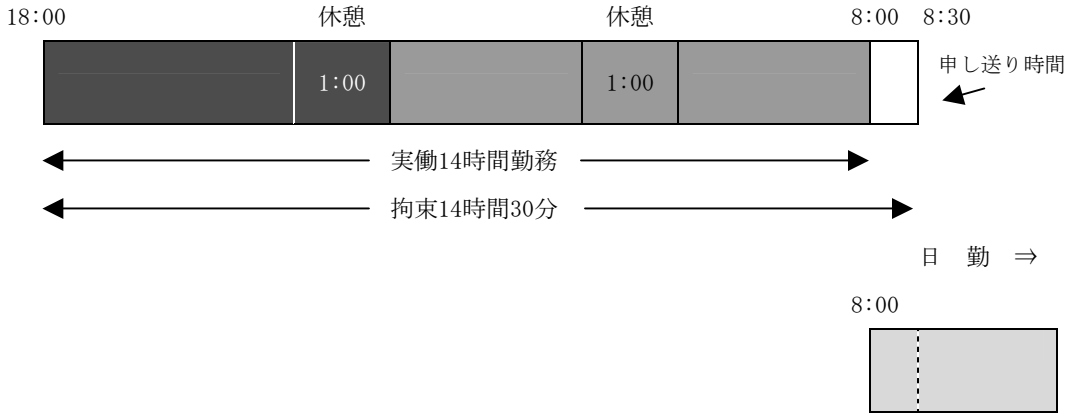 18:00 休憩 休憩 8:00 8:30
1:00 1:00 申し送り時間
実働14時間勤務
拘束14時間30分
日 勤 ⇒
8:00